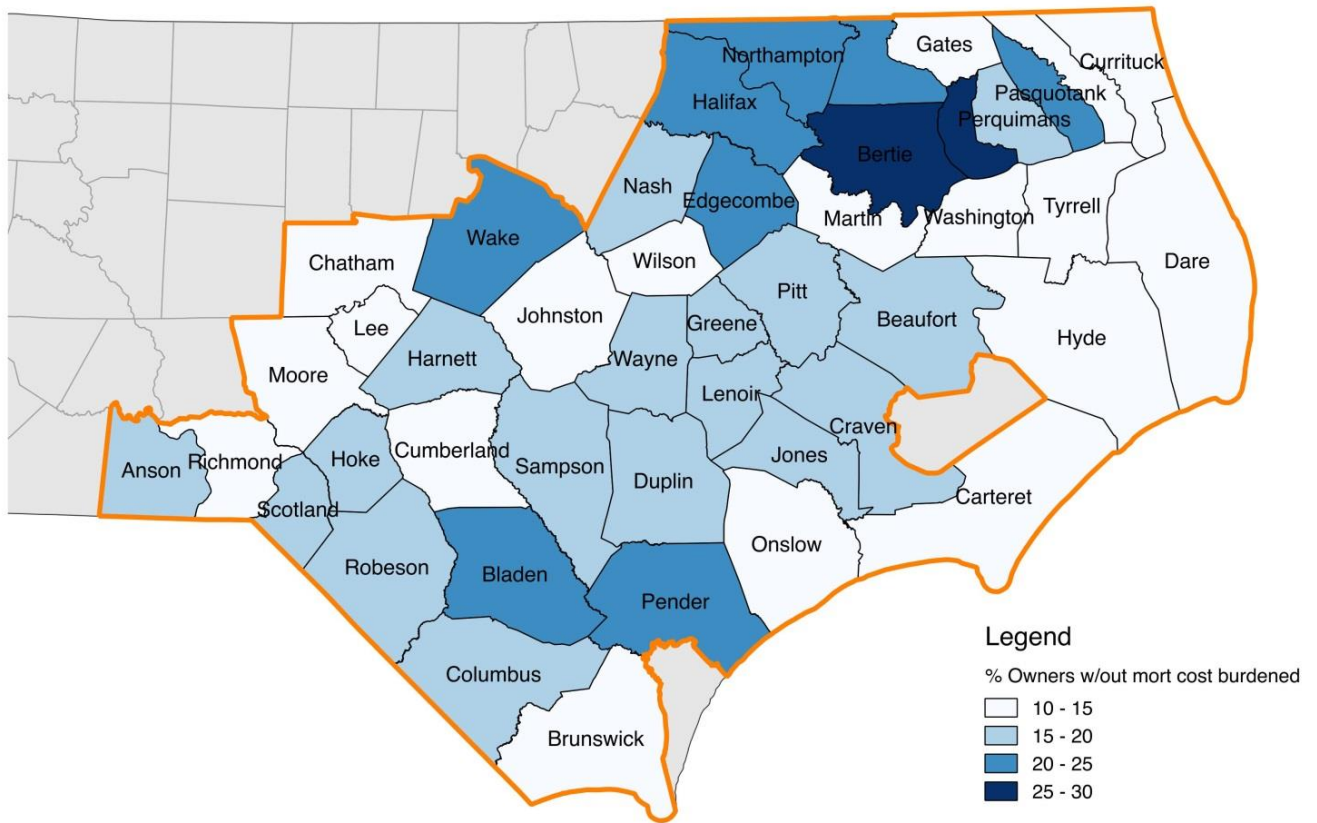 Gates
Northampton
Currituck
Pasquotank
Halifax
Perquimans
Bertie
Nash
Edgecombe
Tyrrell
Martin
Washington
Wake
Chatham
Wilson
Dare
Pitt
Johnston
Greene
Beaufort
Lee
Hyde
Harnett
Wayne
Moore
Lenoir
Craven
Cumberland
Jones
Hoke
Richmond
Anson
Sampson
Duplin
Carteret
Scotland
Onslow
Robeson
Bladen
Pender
Columbus
Brunswick
Legend
% Owners w/out mort cost burdened
10 - 15
15 - 20
20 - 25
25 - 30